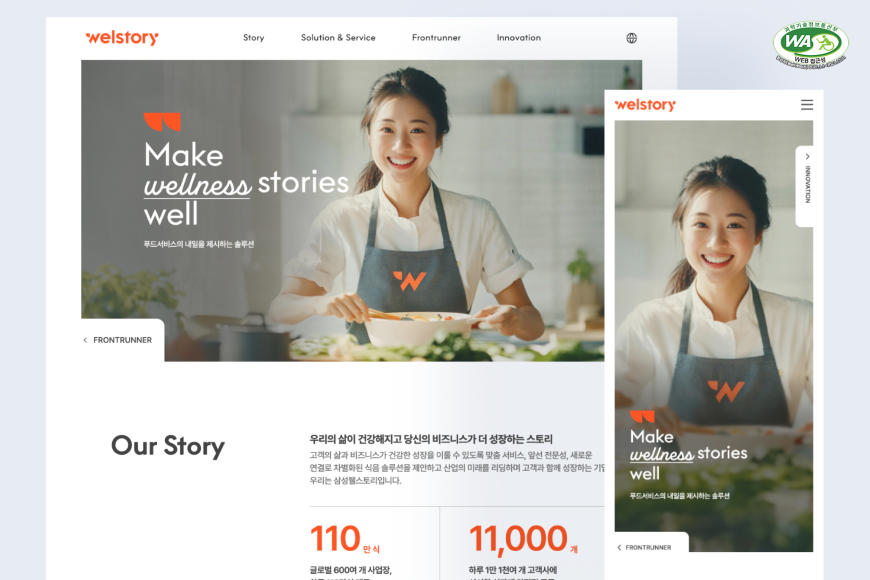 welstory
Story
Solution & Service
Frontrunner
Innovation
과학기술정보통신부
WA
WEB 접근성
Make
wellness stories
well
푸드서비스의 내일을 제시하는 솔루션
FRONTRUNNER
Our Story
우리의 삶이 건강해지고 당신의 비즈니스가 더 성장하는 스토리
고객의 삶과 비즈니스가 건강한 성장을 이룰 수 있도록 맞춤 서비스, 앞선 전문성, 새로운
연결로 차별화된 식음 솔루션을 제안하고 산업의 미래를 리딩하며 고객과 함께 성장하는 기업
우리는 삼성웰스토리입니다.
110 만 식
글로벌 600여 개 사업장,
11,000 개
하루 1만 1천여 개 고객사에
welstory
INNOVATION
Make
wellness stories
well
푸드서비스의 내일을 제시하는 솔루션
FRONTRUNNER